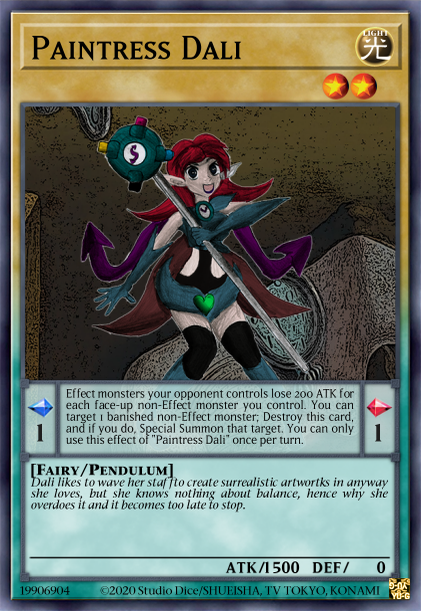 Paintress Dali
LIGHT
光
Effect monsters your opponent controls lose 200 ATK for
each face-up non-Effect monster you control. You can
target 1 banished non-Effect monster; Destroy this card,
and if you do, Special Summon that target. You can only
use this effect of "Paintress Dali" once per turn.
1
1
[Fairy/Pendulum]
Dali likes to wave her staff to create surrealistic artwortks in anyway
she loves, but she knows nothing about balance, hence why she
overdoes it and it becomes too late to stop.
ATK/1500 DEF/ 0
19906904
©2020 Studio Dice/SHUEISHA, TV TOKYO, KONAMI